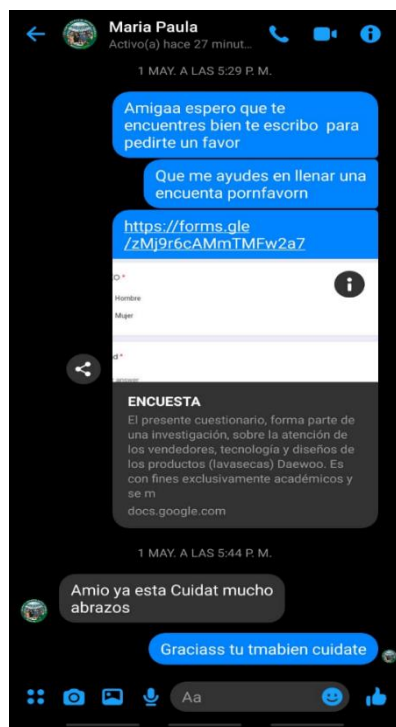 Maria Paula
Activo(a) hace 27 minut...
1 MAY. A LAS 5:29 P. M.
Amigaa espero que te
encuentres bien te escribo para
pedirte un favor
Que me ayudes en llenar una
encuenta pornfavorn
https://forms.gle
/zMj9r6cAMmTMFw2a7
O *
Hombre
Mujer
d *
answer
ENCUESTA
El presente cuestionario, forma parte de
una investigación, sobre la atención de
los vendedores, tecnología y diseños de
los productos (lavasecas) Daewoo. Es
con fines exclusivamente académicos y
se m
docs.google.com
1 MAY. A LAS 5:44 P. M.
Amio ya esta Cuidat mucho
abrazos
Graciass tu tmabien cuidate
Aa